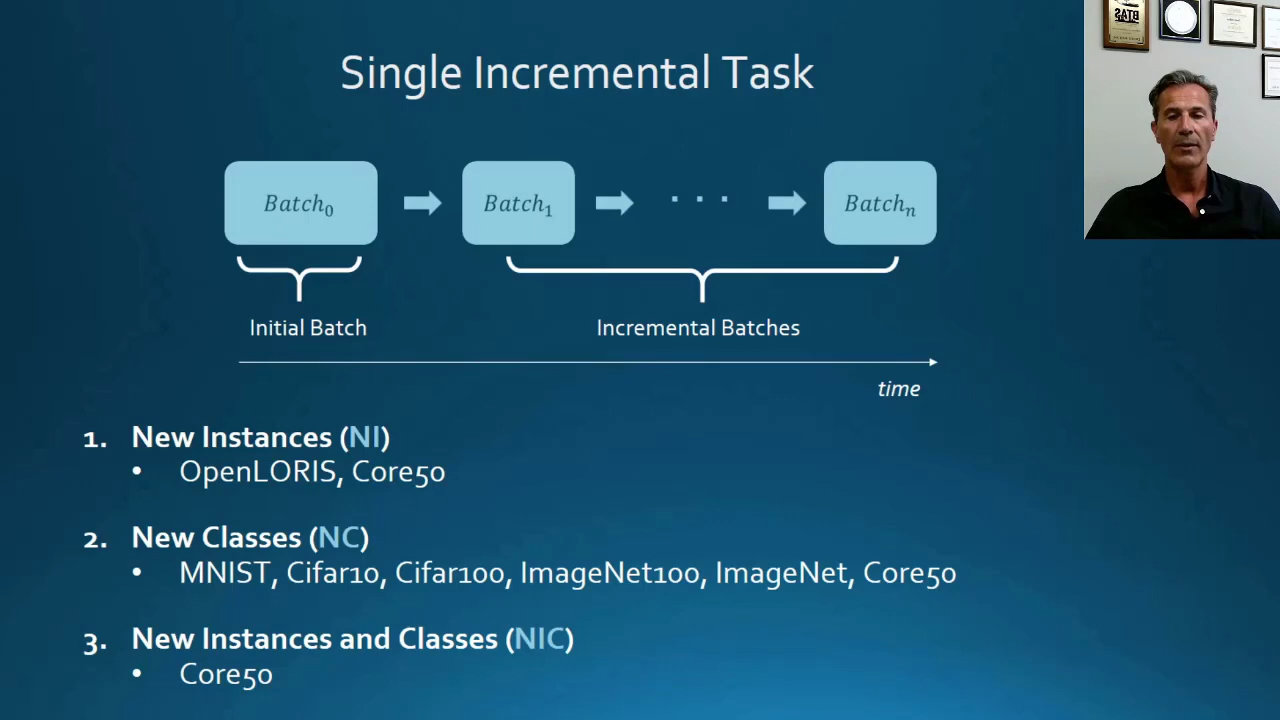 Single Incremental Task
Batch₀
Batch₁
. . .
Batchₙ
Initial Batch
Incremental Batches
time
1. New Instances (NI)
• OpenLORIS, Core50
2. New Classes (NC)
• MNIST, Cifar10, Cifar100, ImageNet100, ImageNet, Core50
3. New Instances and Classes (NIC)
• Core50